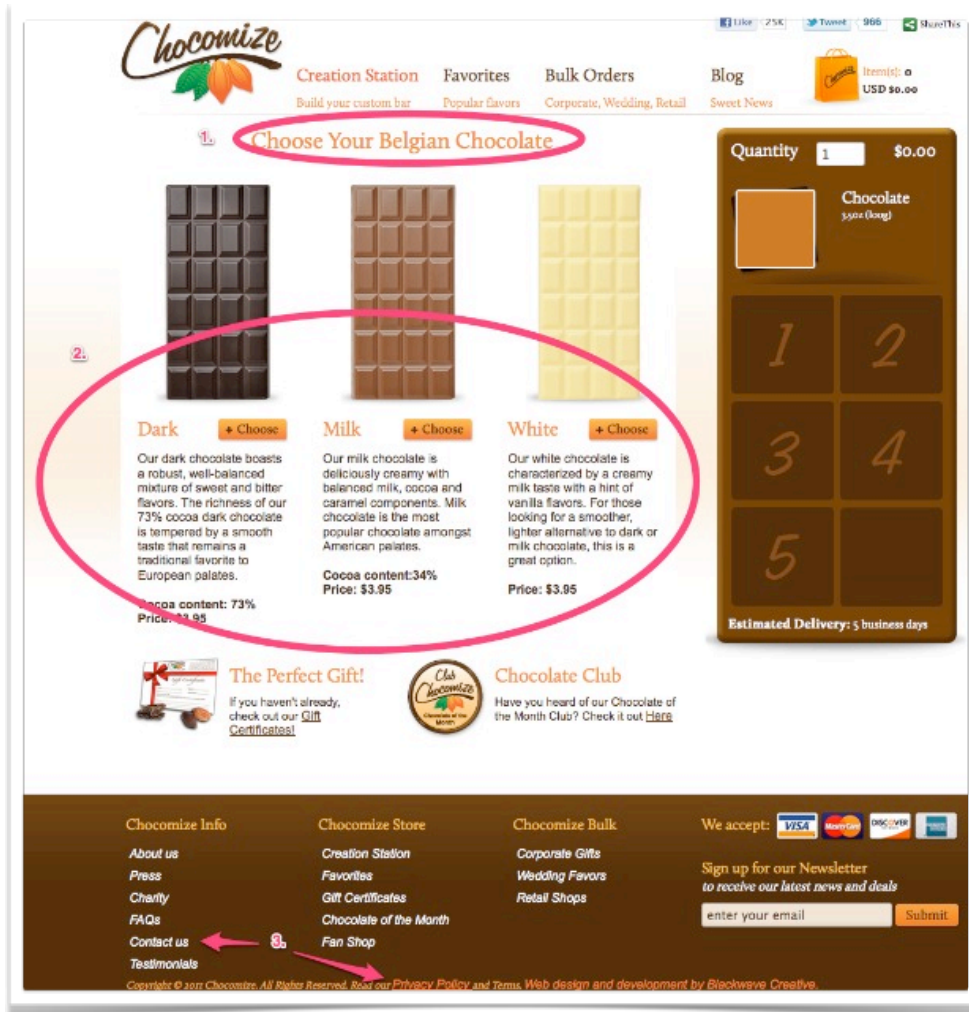 Like 25K Tweet 966 ShareThis
Chocomize
Creation Station Favorites Bulk Orders Blog
Build your custom bar Popular flavors Corporate, Wedding, Retail Sweet News
Chocomize
Item(s): 0
USD $0.00
1.
Choose Your Belgian Chocolate
Quantity 1 $0.00
Chocolate
3.5oz (100g)
1 2
3 4
5
Estimated Delivery: 5 business days
2.
Dark + Choose
Our dark chocolate boasts
a robust, well-balanced
mixture of sweet and bitter
flavors. The richness of our
73% cocoa dark chocolate
is tempered by a smooth
taste that remains a
traditional favorite to
European palates.
Cocoa content: 73%
Price: $3.95
Milk + Choose
Our milk chocolate is
deliciously creamy with
balanced milk, cocoa and
caramel components. Milk
chocolate is the most
popular chocolate amongst
American palates.
Cocoa content:34%
Price: $3.95
White + Choose
Our white chocolate is
characterized by a creamy
milk taste with a hint of
vanilla flavors. For those
looking for a smoother,
lighter alternative to dark or
milk chocolate, this is a
great option.
Price: $3.95
The Perfect Gift!
If you haven't already,
check out our Gift
Certificates!
Club
Chocomize
Chocolate of the
Month
Chocolate Club
Have you heard of our Chocolate of
the Month Club? Check it out Here
Chocomize Info
About us
Press
Charity
FAQs
Contact us
Testimonials
3.
Chocomize Store
Creation Station
Favorites
Gift Certificates
Chocolate of the Month
Fan Shop
Chocomize Bulk
Corporate Gifts
Wedding Favors
Retail Shops
We accept: VISA MasterCard DISCOVER
Sign up for our Newsletter
to receive our latest news and deals
enter your email Submit
Copyright © 2011 Chocomize. All Rights Reserved. Read our Privacy Policy and Terms. Web design and development by Blackwave Creative.